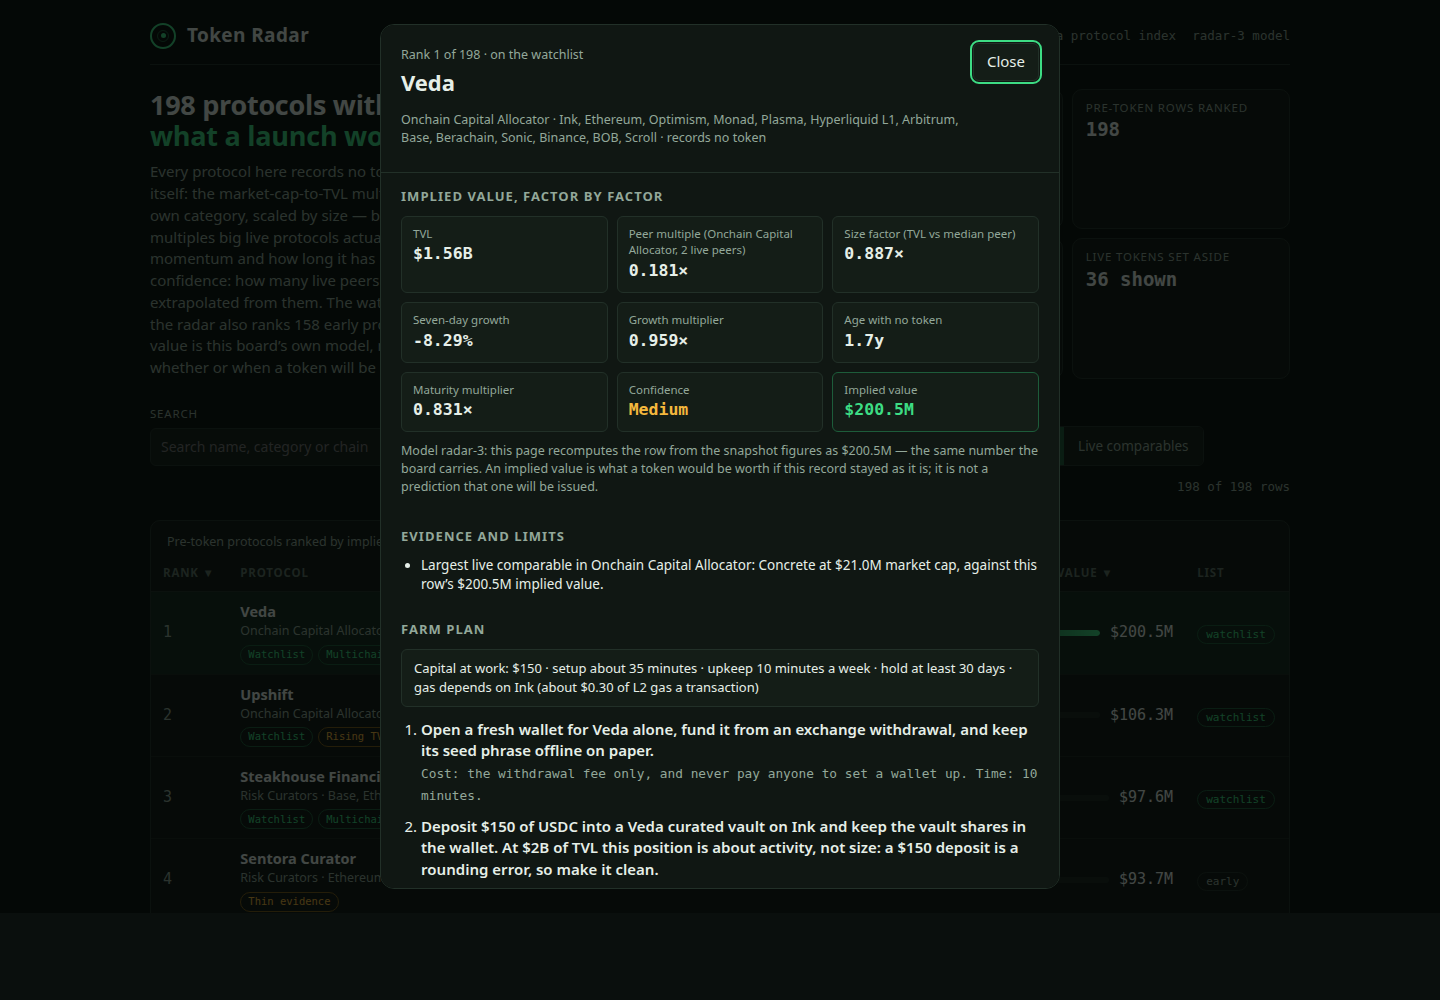 Token Radar
a protocol index radar-3 model
198 protocols with
what a launch wo
Every protocol here records no to
itself: the market-cap-to-TVL mul
own category, scaled by size — b
multiples big live protocols actua
momentum and how long it has
confidence: how many live peers
extrapolated from them. The wat
the radar also ranks 158 early pro
value is this board's own model, r
whether or when a token will be
PRE-TOKEN ROWS RANKED
198
LIVE TOKENS SET ASIDE
36 shown
SEARCH
Search name, category or chain
Live comparables
198 of 198 rows
Pre-token protocols ranked by implie
RANK ▼ PROTOCOL VALUE ▼ LIST
1 Veda $200.5M watchlist
Onchain Capital Allocato
Watchlist Multichai
2 Upshift $106.3M watchlist
Onchain Capital Allocato
Watchlist Rising TV
3 Steakhouse Financi $97.6M watchlist
Risk Curators · Base, Eth
Watchlist Multichai
4 Sentora Curator $93.7M early
Risk Curators · Ethereum
Thin evidence
Rank 1 of 198 · on the watchlist
Close
Veda
Onchain Capital Allocator · Ink, Ethereum, Optimism, Monad, Plasma, Hyperliquid L1, Arbitrum,
Base, Berachain, Sonic, Binance, BOB, Scroll · records no token
IMPLIED VALUE, FACTOR BY FACTOR
TVL
$1.56B
Peer multiple (Onchain Capital
Allocator, 2 live peers)
0.181×
Size factor (TVL vs median peer)
0.887×
Seven-day growth
-8.29%
Growth multiplier
0.959×
Age with no token
1.7y
Maturity multiplier
0.831×
Confidence
Medium
Implied value
$200.5M
Model radar-3: this page recomputes the row from the snapshot figures as $200.5M — the same number the
board carries. An implied value is what a token would be worth if this record stayed as it is; it is not a
prediction that one will be issued.
EVIDENCE AND LIMITS
• Largest live comparable in Onchain Capital Allocator: Concrete at $21.0M market cap, against this
row's $200.5M implied value.
FARM PLAN
Capital at work: $150 · setup about 35 minutes · upkeep 10 minutes a week · hold at least 30 days ·
gas depends on Ink (about $0.30 of L2 gas a transaction)
1. Open a fresh wallet for Veda alone, fund it from an exchange withdrawal, and keep
its seed phrase offline on paper.
Cost: the withdrawal fee only, and never pay anyone to set a wallet up. Time: 10
minutes.
2. Deposit $150 of USDC into a Veda curated vault on Ink and keep the vault shares in
the wallet. At $2B of TVL this position is about activity, not size: a $150 deposit is a
rounding error, so make it clean.